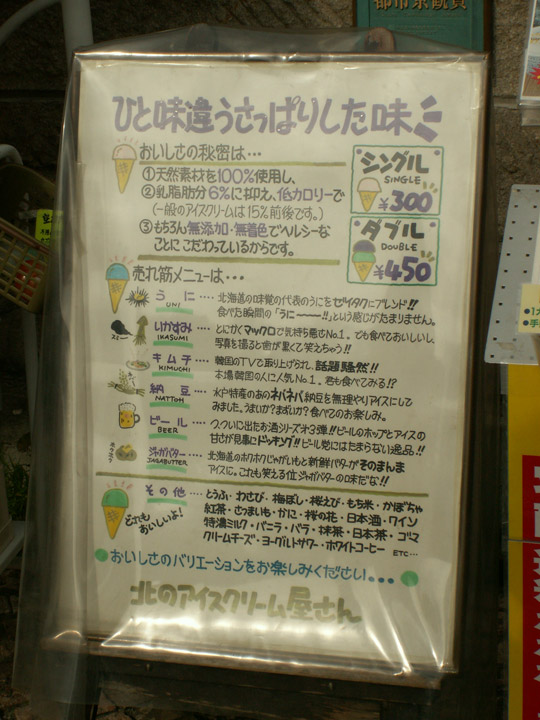 都市景観賞
ひと味違うさっぱりした味
おいしさの秘密は…
①天然素材を100%使用し、
②乳脂肪分6%に抑え、低カロリーで
(一般のアイスクリームは15%前後です。)
③もちろん無添加・無着色でヘルシーな
ことにこだわっているからです。
シングル
SINGLE
¥300
ダブル
DOUBLE
¥450
売れ筋メニューは…
うに
UNI
‥‥北海道の味覚の代表のうにをゼイタクにブレンド!!
食べた瞬間の「うに〜〜!!」という感じがたまりません。
いかすみ
IKASUMI
‥‥とにかくマックロで気持ち悪さNo.1。でも食べておいしいし、
写真を撮ると歯が黒くて笑えちゃう!!
キムチ
KIMUCHI
‥‥韓国のTVで取り上げられ、話題騒然!!
本場韓国の人に人気No.1。君も食べてみる!?
納豆
NATTOH
‥‥水戸特産のあのネバネバ納豆を無理やりアイスにして
みました。うまいか?まずいか?食べてのお楽しみ。
ビール
BEER
‥‥ついに出たお酒シリーズオ3弾!!ビールのホップとアイスの
甘さが見事にドッキング!!ビール党にはたまらない逸品!!
ジャガバター
JAGABUTTER
‥‥北海道のホクホクじゃがいもと新鮮バターがそのまんま
アイスに。これも笑える位ジャガバターの味だな!!
その他
‥‥とうふ・わさび・梅ぼし・桜えび・もち米・かぼちゃ
紅茶・さつまいも・かに・桜の花・日本酒・ワイン
特濃ミルク・バニラ・バラ・抹茶・日本茶・ゴマ
クリームチーズ・ヨーグルトサワー・ホワイトコーヒー ETC…
どれも
おいしいよ!
おいしさのバリエーションをお楽しみください…
北のアイスクリーム屋さん